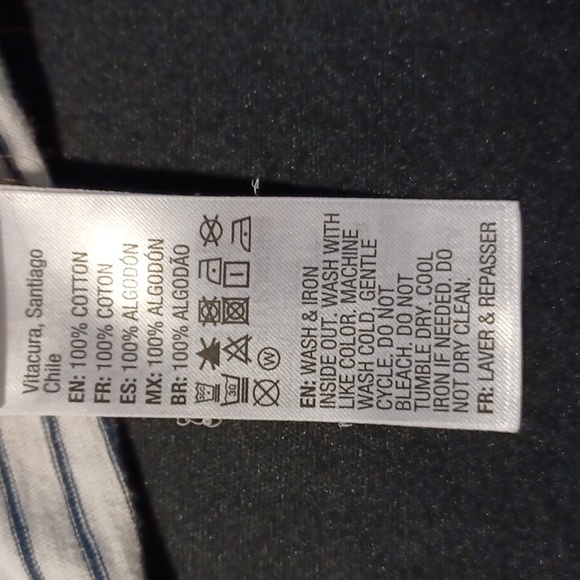 Vitacura, Santiago
Chile
EN: 100% COTTON
FR: 100% COTON
ES: 100% ALGODÓN
MX: 100% ALGODÓN
BR: 100% ALGODÃO
30
W
EN: WASH & IRON
INSIDE OUT. WASH WITH
LIKE COLOR. MACHINE
WASH COLD, GENTLE
CYCLE. DO NOT
BLEACH. DO NOT
TUMBLE DRY. COOL
IRON IF NEEDED. DO
NOT DRY CLEAN.
FR: LAVER & REPASSER